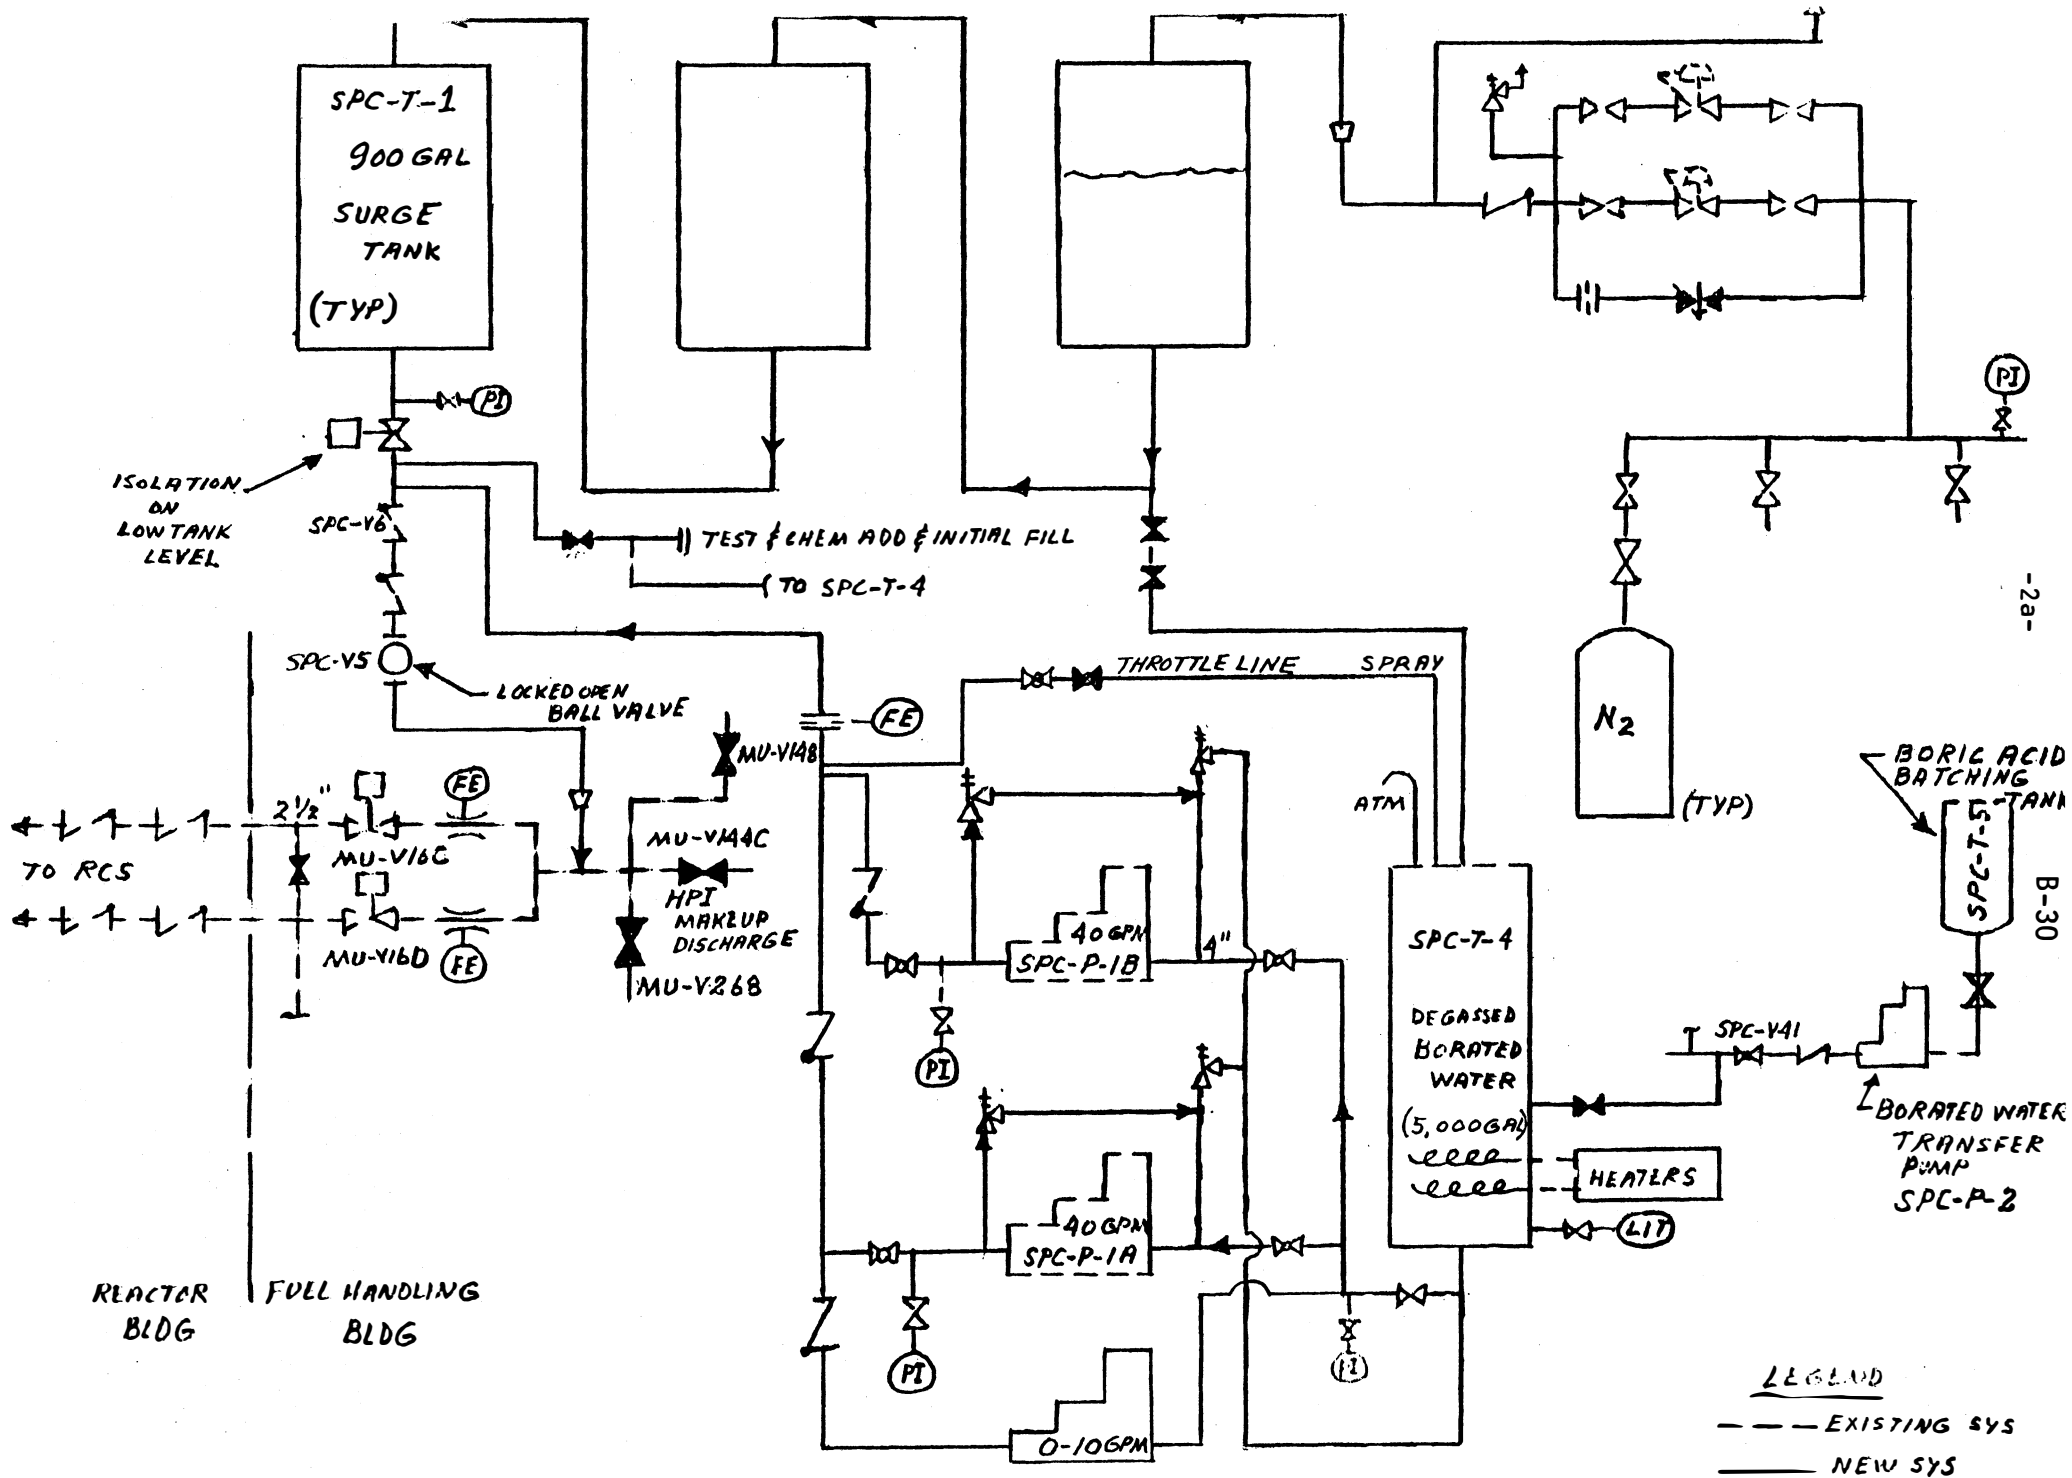 SPC-T-1
900 GAL
SURGE
TANK
(TYP)
PI
ISOLATION
ON
LOW TANK
LEVEL
SPC-V6
TEST & CHEM ADD & INITIAL FILL
TO SPC-T-4
SPC-V5
LOCKED OPEN
BALL VALVE
THROTTLE LINE SPRAY
FE
MU-V148
2 1/2"
FE
MU-V16C
TO RCS
MU-V144C
HPI
MAKEUP
DISCHARGE
MU-V16D
FE
MU-V268
40 GPM
SPC-P-1B
4"
PI
40 GPM
SPC-P-1A
PI
0-10 GPM
PI
ATM
SPC-T-4
DEGASSED
BORATED
WATER
(5,000 GAL)
HEATERS
LIT
N2
(TYP)
PI
BORIC ACID
BATCHING
TANK
SPC-T-5
SPC-V41
BORATED WATER
TRANSFER
PUMP
SPC-P-2
REACTOR
BLDG
FULL HANDLING
BLDG
LEGEND
EXISTING SYS
NEW SYS
-2a-
B-30